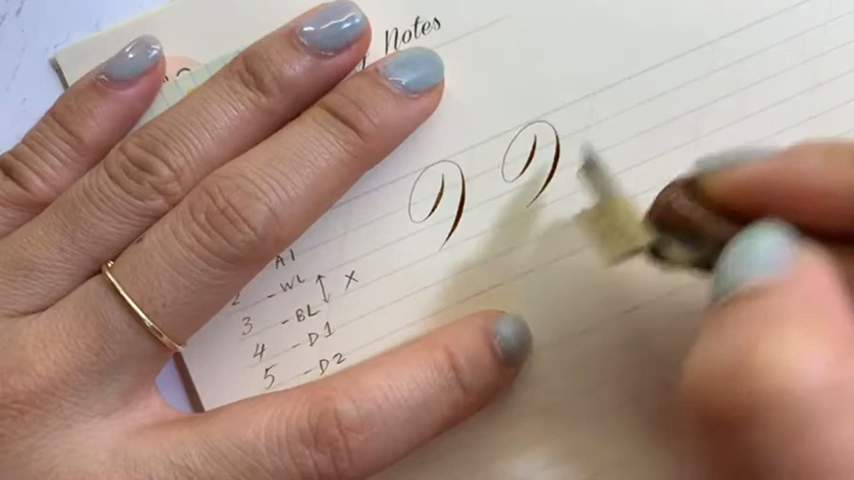 Notes
A1
2 - WL
3 - BL
x
4 - D1
5 - D2